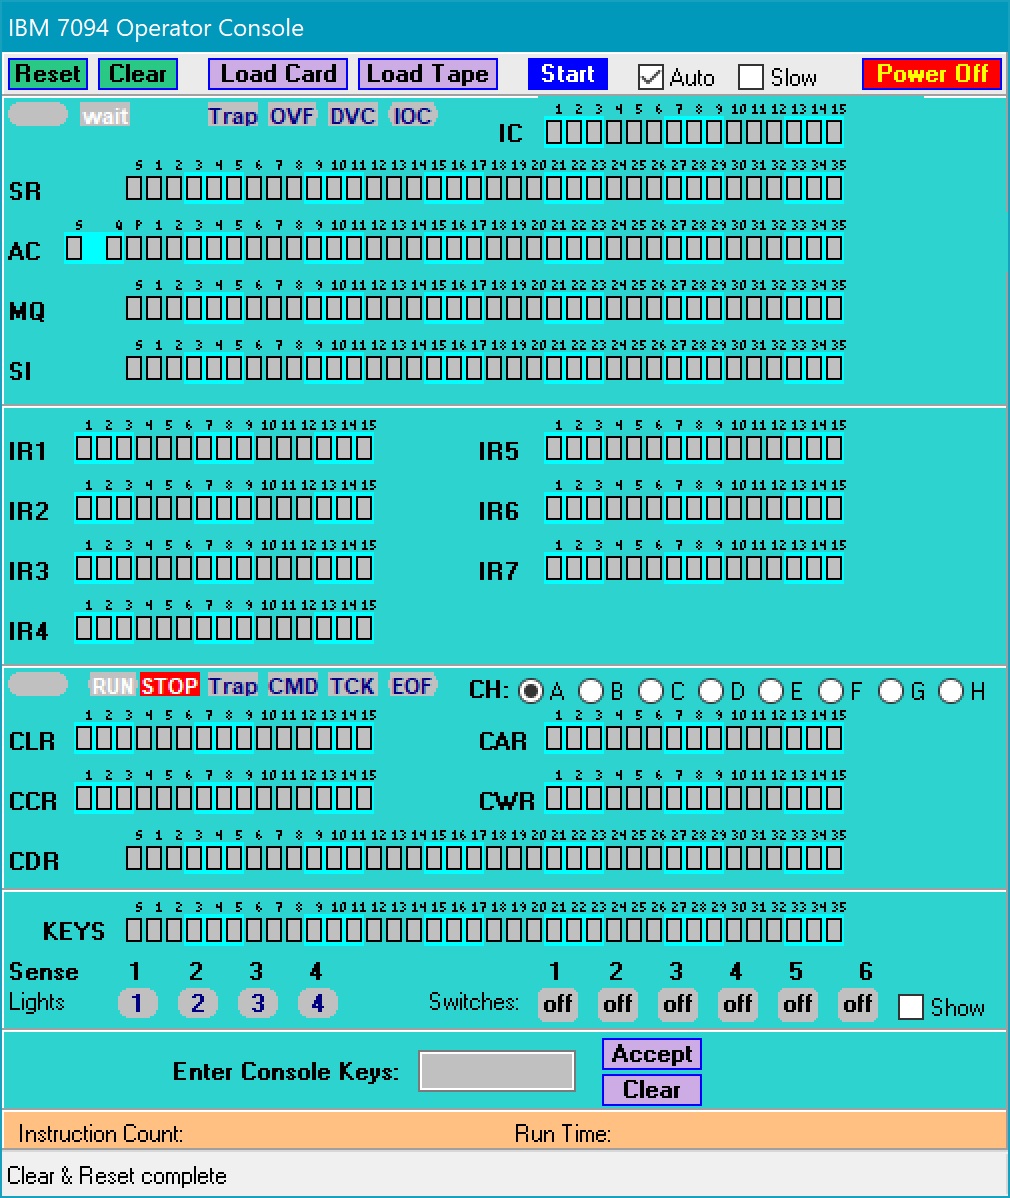 IBM 7094 Operator Console
Reset Clear Load Card Load Tape Start Auto Slow Power Off
wait Trap OVF DVC IOC
1 2 3 4 5 6 7 8 9 10 11 12 13 14 15
IC
S 1 2 3 4 5 6 7 8 9 10 11 12 13 14 15 16 17 18 19 20 21 22 23 24 25 26 27 28 29 30 31 32 33 34 35
SR
S Q P 1 2 3 4 5 6 7 8 9 10 11 12 13 14 15 16 17 18 19 20 21 22 23 24 25 26 27 28 29 30 31 32 33 34 35
AC
S 1 2 3 4 5 6 7 8 9 10 11 12 13 14 15 16 17 18 19 20 21 22 23 24 25 26 27 28 29 30 31 32 33 34 35
MQ
S 1 2 3 4 5 6 7 8 9 10 11 12 13 14 15 16 17 18 19 20 21 22 23 24 25 26 27 28 29 30 31 32 33 34 35
SI
1 2 3 4 5 6 7 8 9 10 11 12 13 14 15 1 2 3 4 5 6 7 8 9 10 11 12 13 14 15
IR1 IR5
1 2 3 4 5 6 7 8 9 10 11 12 13 14 15 1 2 3 4 5 6 7 8 9 10 11 12 13 14 15
IR2 IR6
1 2 3 4 5 6 7 8 9 10 11 12 13 14 15 1 2 3 4 5 6 7 8 9 10 11 12 13 14 15
IR3 IR7
1 2 3 4 5 6 7 8 9 10 11 12 13 14 15
IR4
RUN STOP Trap CMD TCK EOF CH: A B C D E F G H
1 2 3 4 5 6 7 8 9 10 11 12 13 14 15 1 2 3 4 5 6 7 8 9 10 11 12 13 14 15
CLR CAR
1 2 3 4 5 6 7 8 9 10 11 12 13 14 15 1 2 3 4 5 6 7 8 9 10 11 12 13 14 15
CCR CWR
S 1 2 3 4 5 6 7 8 9 10 11 12 13 14 15 16 17 18 19 20 21 22 23 24 25 26 27 28 29 30 31 32 33 34 35
CDR
S 1 2 3 4 5 6 7 8 9 10 11 12 13 14 15 16 17 18 19 20 21 22 23 24 25 26 27 28 29 30 31 32 33 34 35
KEYS
Sense 1 2 3 4 1 2 3 4 5 6
Lights 1 2 3 4 Switches: off off off off off off Show
Enter Console Keys: Accept
Clear
Instruction Count: Run Time:
Clear & Reset complete